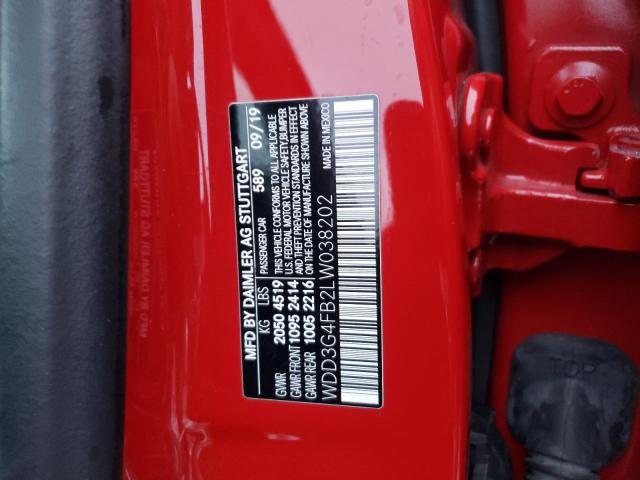 MFD BY DAIMLER AG STUTTGART
KG LBS PASSENGER CAR 589 09/19
GVWR 2050 4519 THIS VEHICLE CONFORMS TO ALL APPLICABLE
GAWR FRONT 1095 2414 U.S. FEDERAL MOTOR VEHICLE SAFETY, BUMPER
AND THEFT PREVENTION STANDARDS IN EFFECT
GAWR REAR 1005 2216 ON THE DATE OF MANUFACTURE SHOWN ABOVE
WDD3G4FB2LW038202 MADE IN MEXICO
TOP